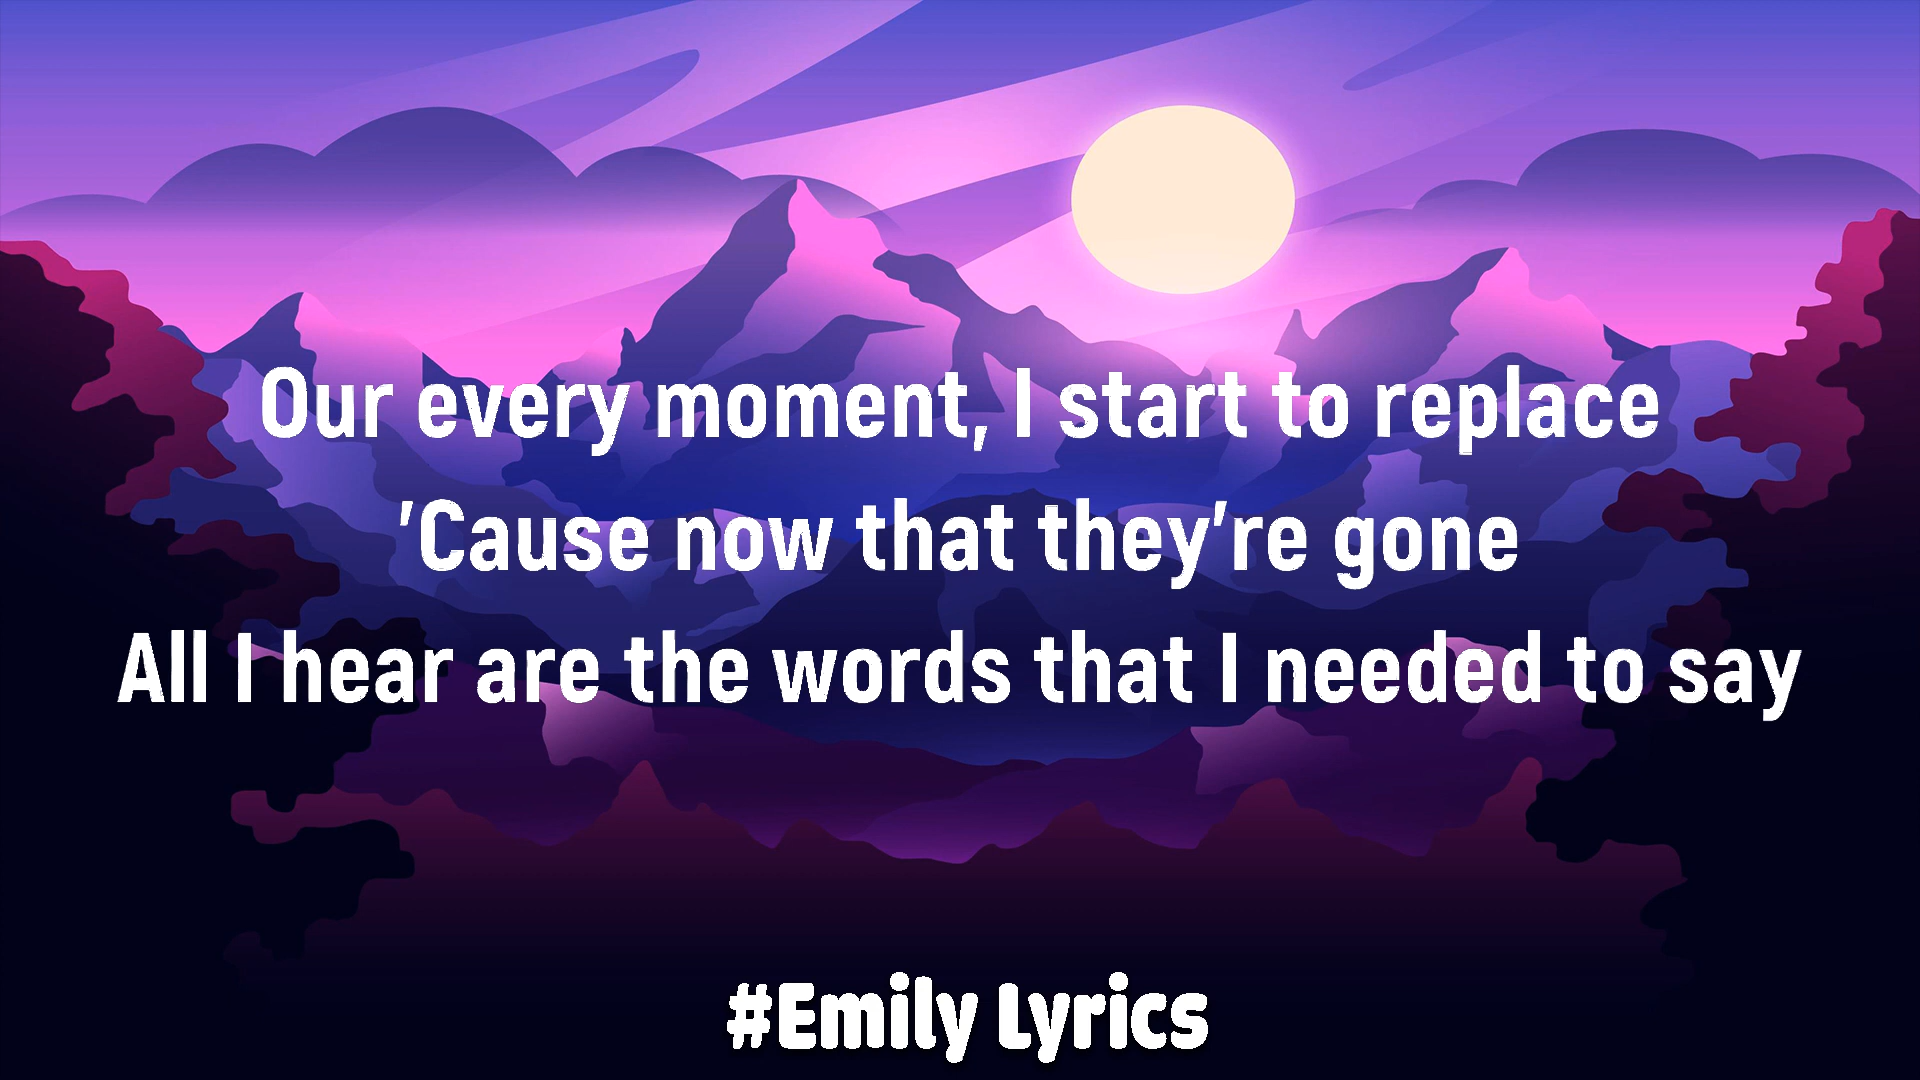 Our every moment, I start to replace
'Cause now that they're gone
All I hear are the words that I needed to say
#Emily Lyrics